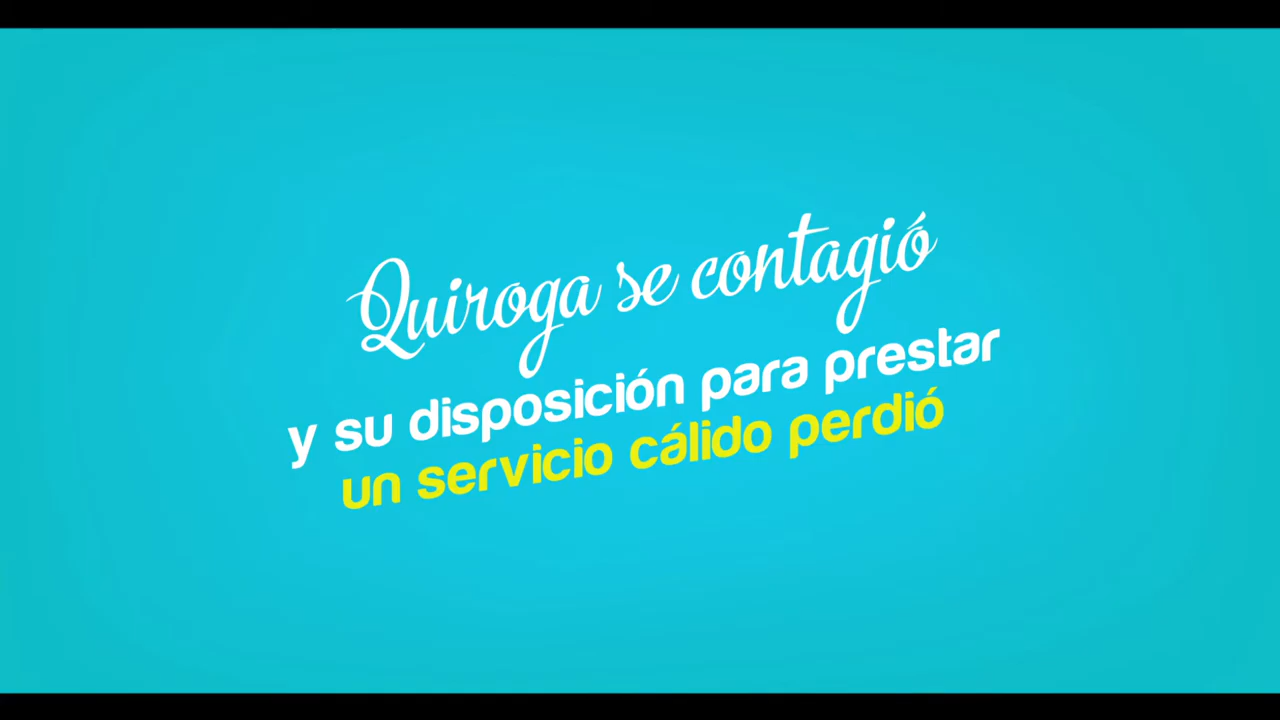 Quiroga se contagió
y su disposición para prestar
un servicio cálido perdió